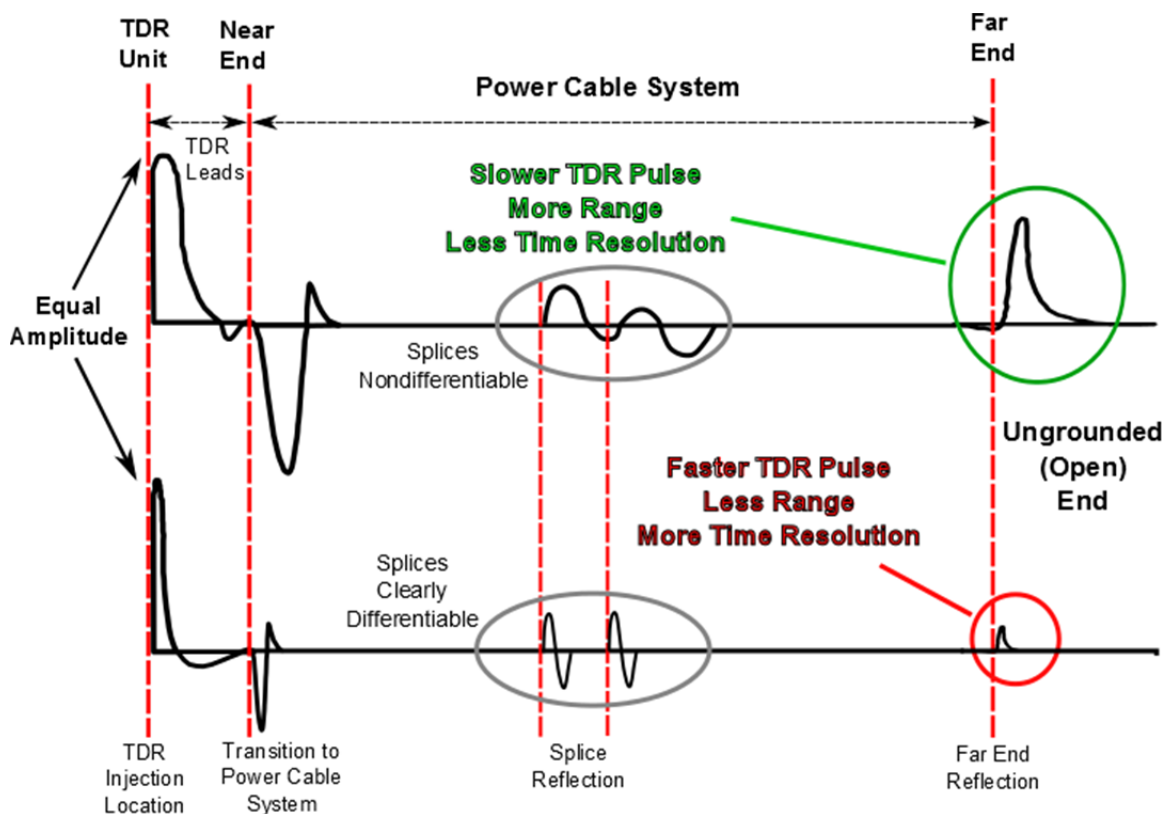 TDR
Unit
Near
End
Far
End
Power Cable System
TDR
Leads
Slower TDR Pulse
More Range
Less Time Resolution
Equal
Amplitude
Splices
Nondifferentiable
Ungrounded
(Open)
End
Faster TDR Pulse
Less Range
More Time Resolution
Splices
Clearly
Differentiable
TDR
Injection
Location
Transition to
Power Cable
System
Splice
Reflection
Far End
Reflection